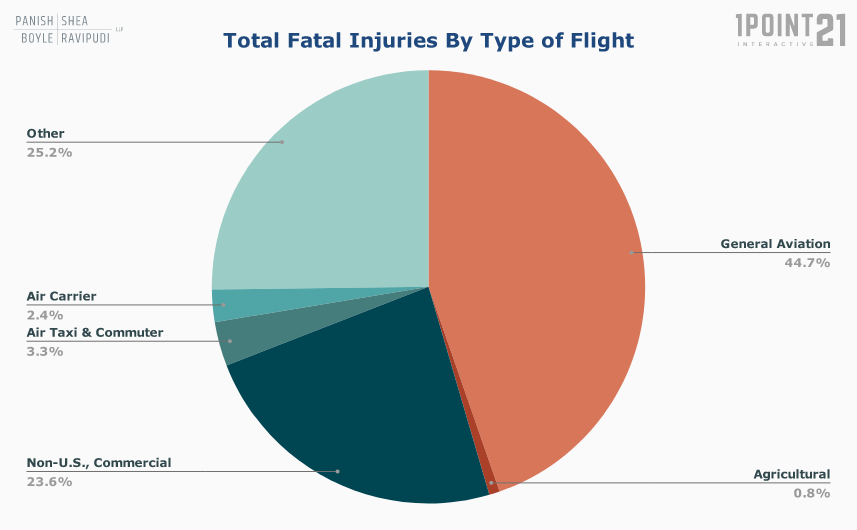 PANISH SHEA
BOYLE RAVIPUDI LLP
1POINT21
INTERACTIVE
Total Fatal Injuries By Type of Flight
Other
25.2%
General Aviation
44.7%
Air Carrier
2.4%
Air Taxi & Commuter
3.3%
Non-U.S., Commercial
23.6%
Agricultural
0.8%